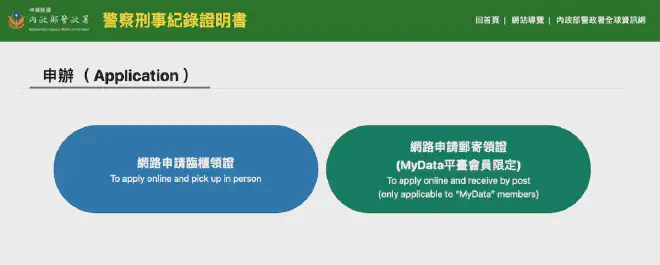 中華民國
內政部警政署
National Police Agency, Ministry of the Interior
警察刑事紀錄證明書
回首頁 | 網站導覽 | 內政部警政署全球資訊網
申辦（Application）
網路申請臨櫃領證
To apply online and pick up in person
網路申請郵寄領證
(MyData平臺會員限定)
To apply online and receive by post
(only applicable to "MyData" members)